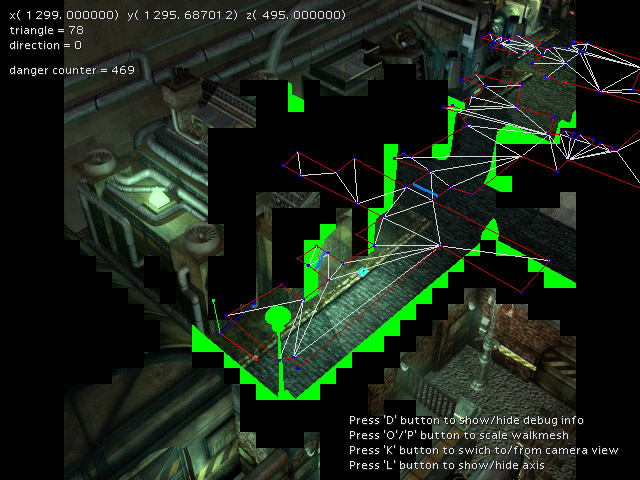 x( 1299.000000)  y( 1295.687012)  z( 495.000000)
triangle = 78
direction = 0
danger counter = 469
Press 'D' button to show/hide debug info
Press 'O'/'P' button to scale walkmesh
Press 'K' button to swich to/from camera view
Press 'L' button to show/hide axis